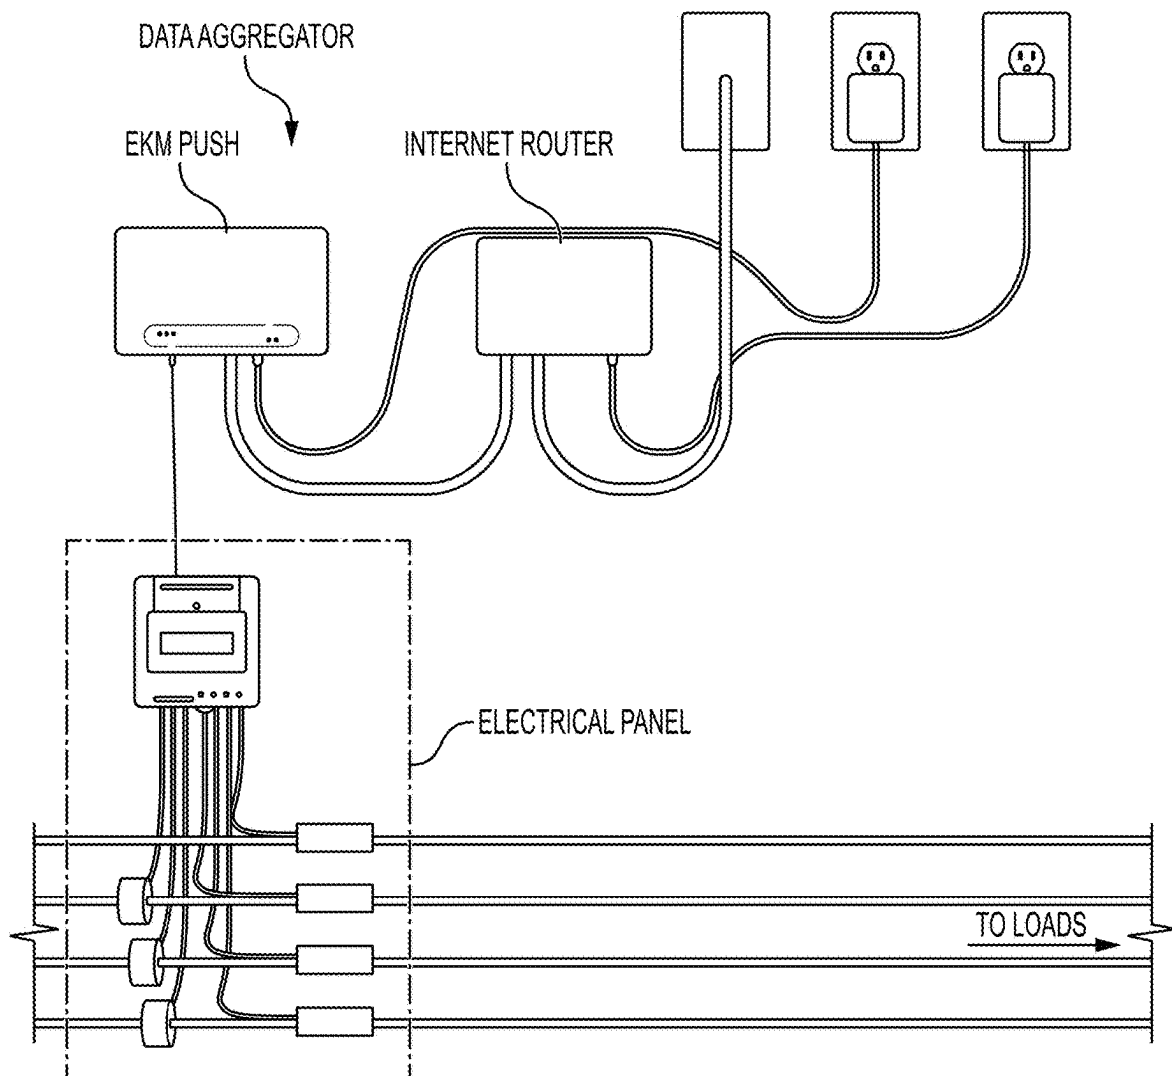 DATA AGGREGATOR
EKM PUSH
INTERNET ROUTER
ELECTRICAL PANEL
TO LOADS